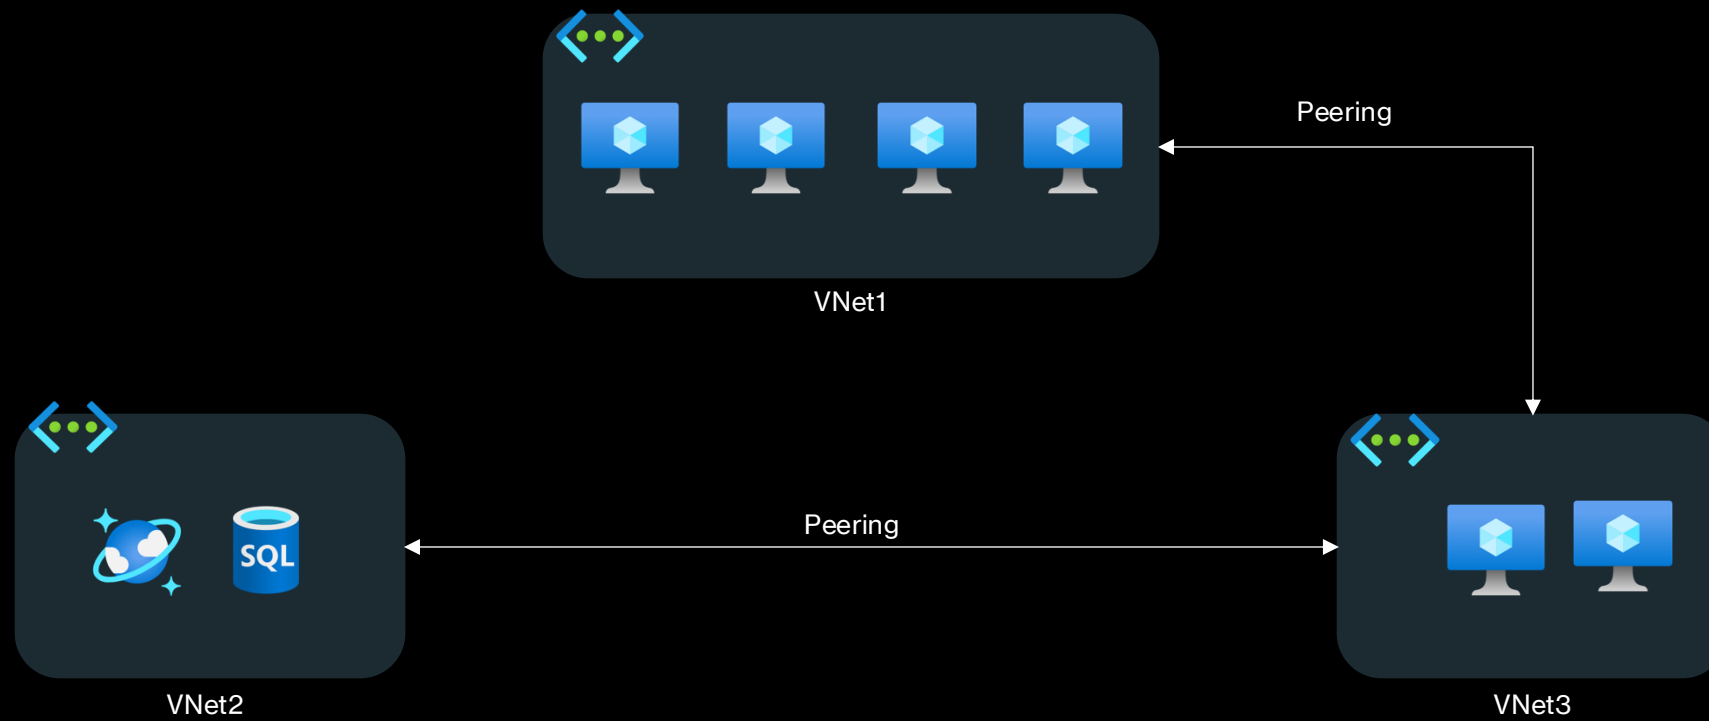 Peering
VNet1
Peering
SQL
VNet2
VNet3